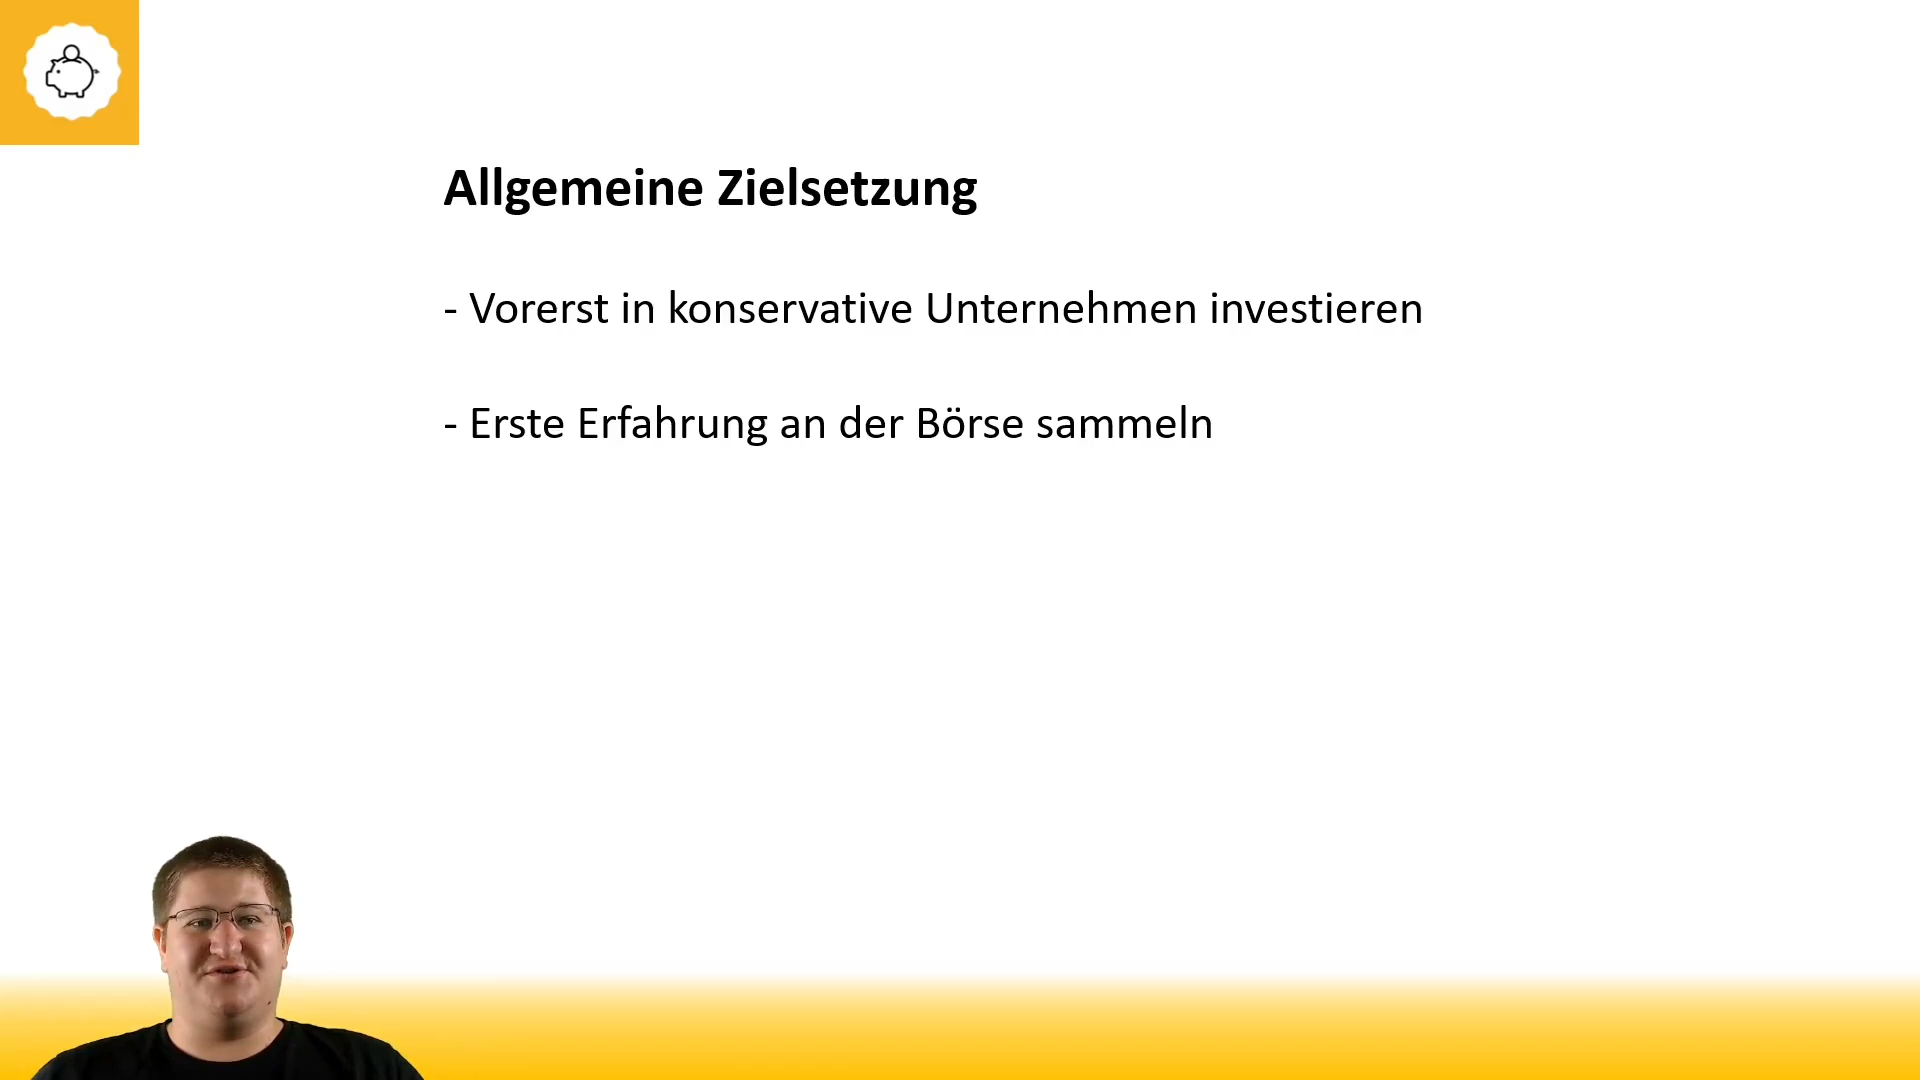 Allgemeine Zielsetzung
- Vorerst in konservative Unternehmen investieren
- Erste Erfahrung an der Börse sammeln